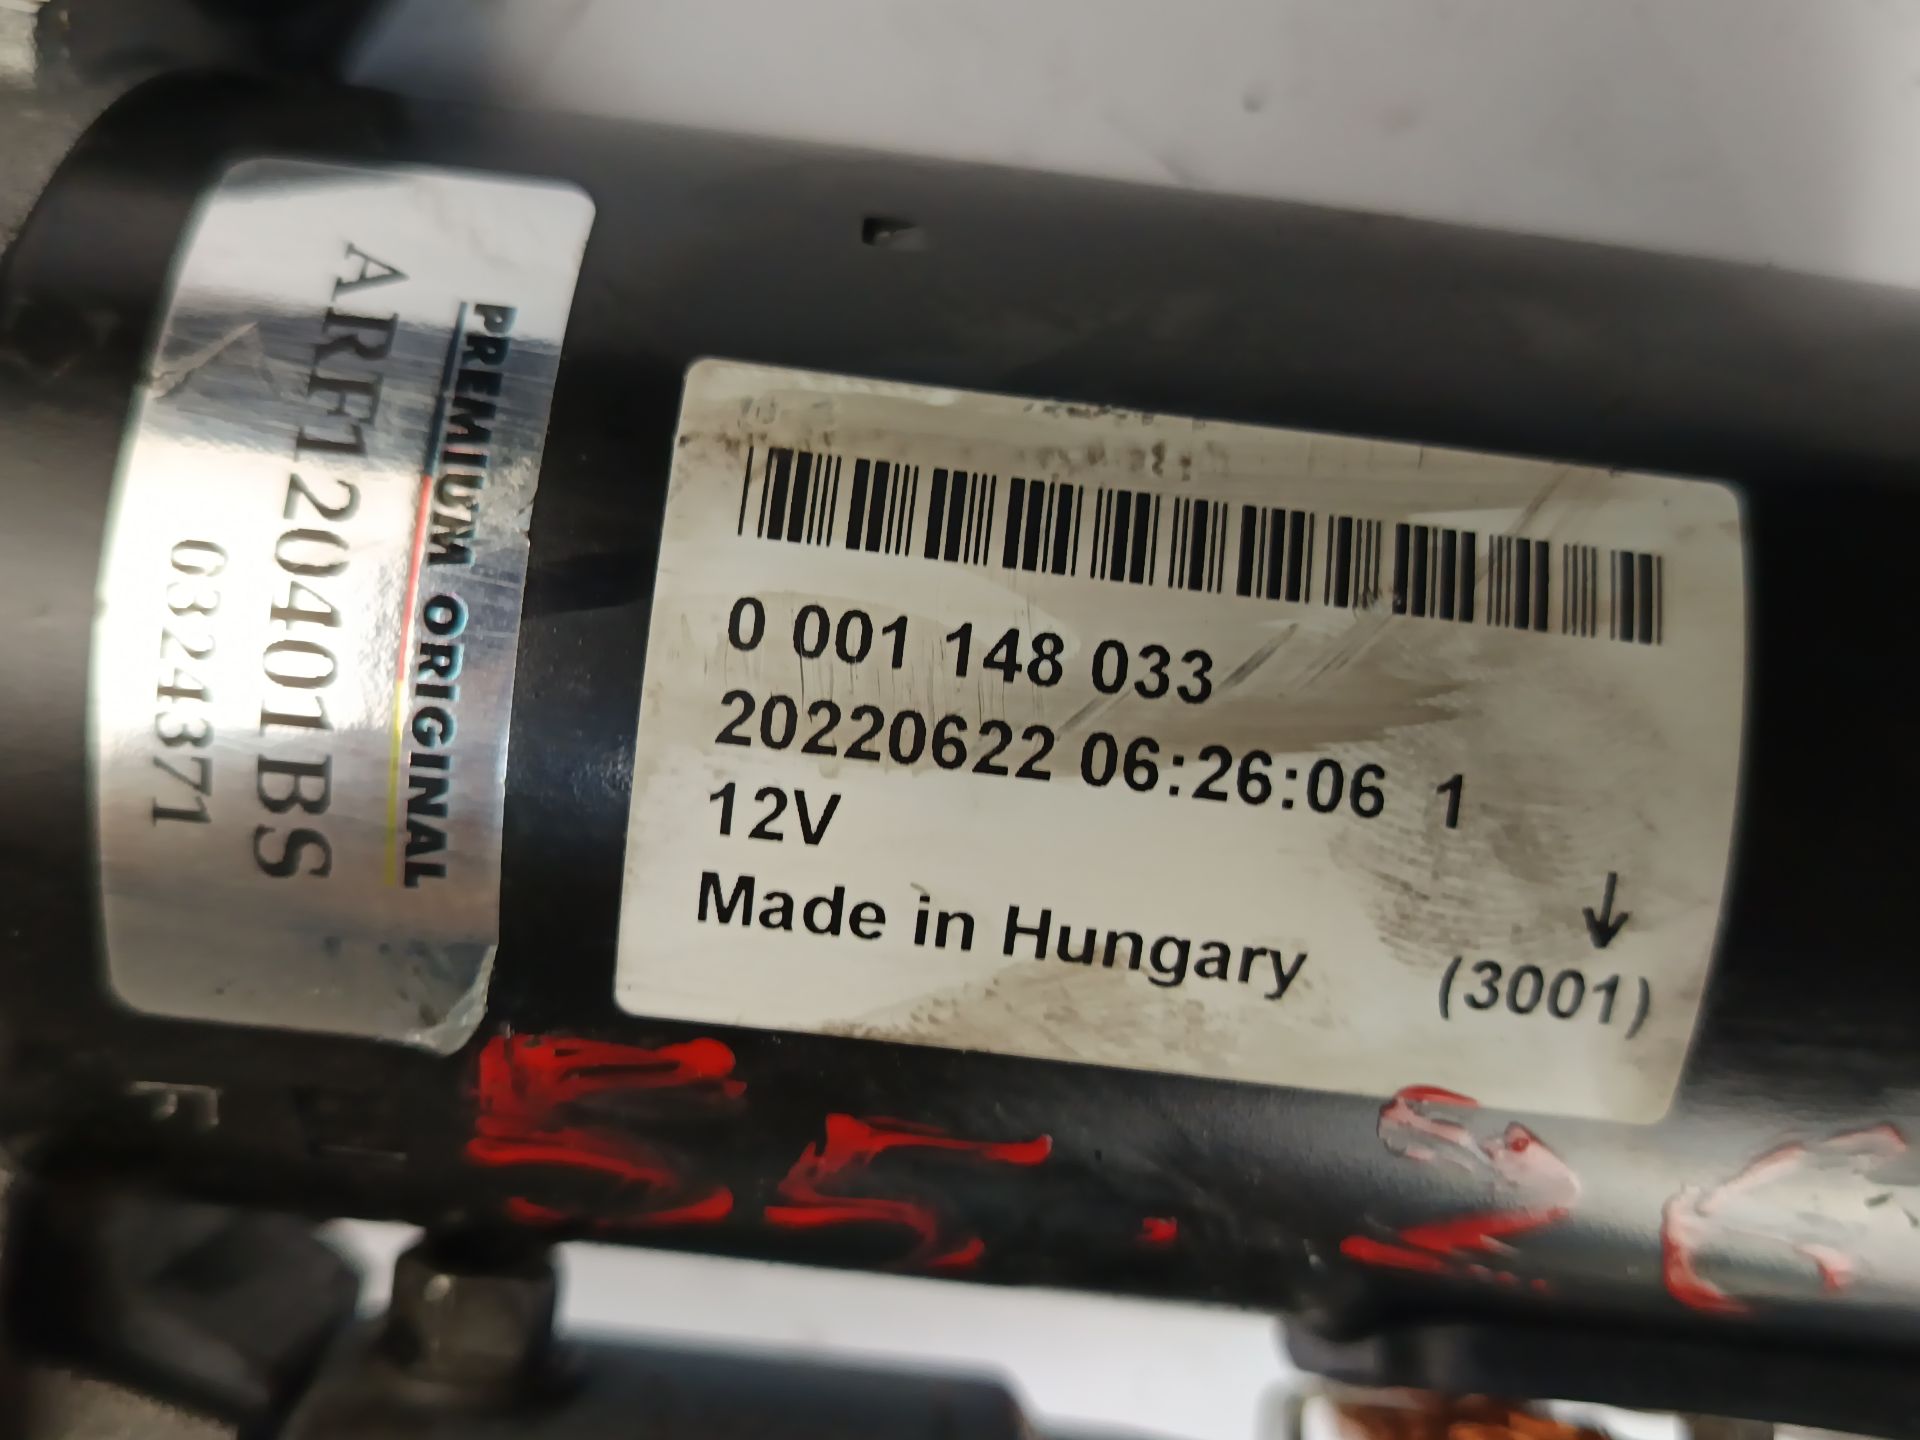 PREMIUM ORIGINAL
ARF120401BS
0324371
0 001 148 033
20220622 06:26:06 1
12V
Made in Hungary
(3001)
F